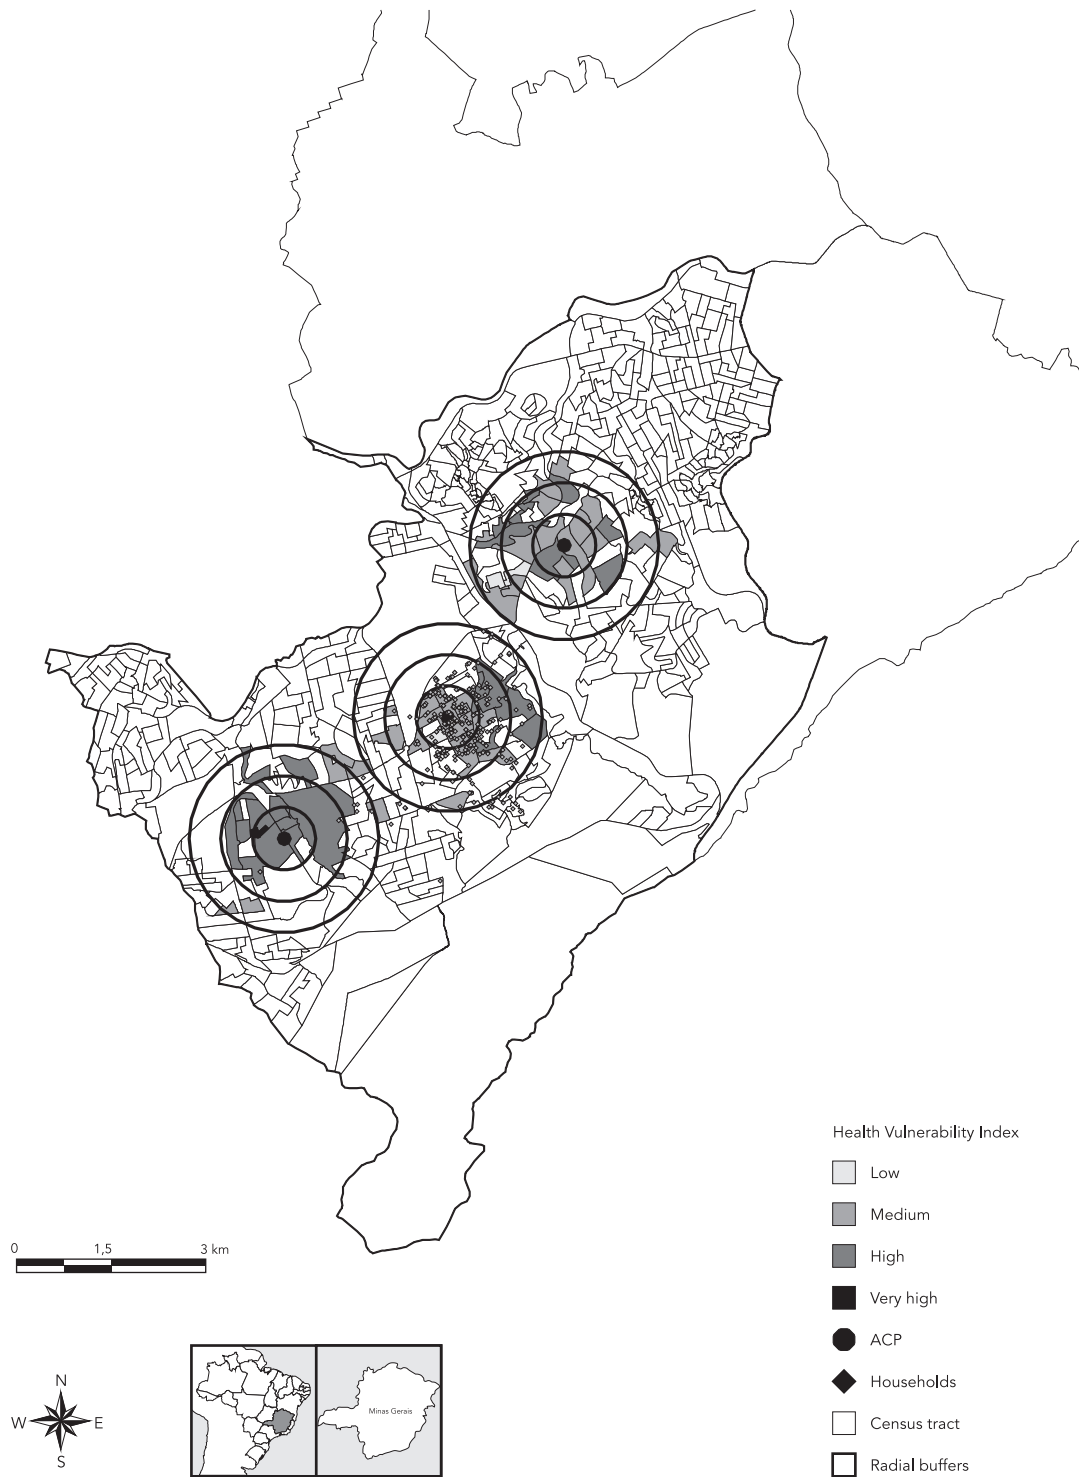 Health Vulnerability Index
Low
Medium
High
Very high
ACP
Households
Census tract
Radial buffers
0 1,5 3 km
N
W E
S
Minas Gerais